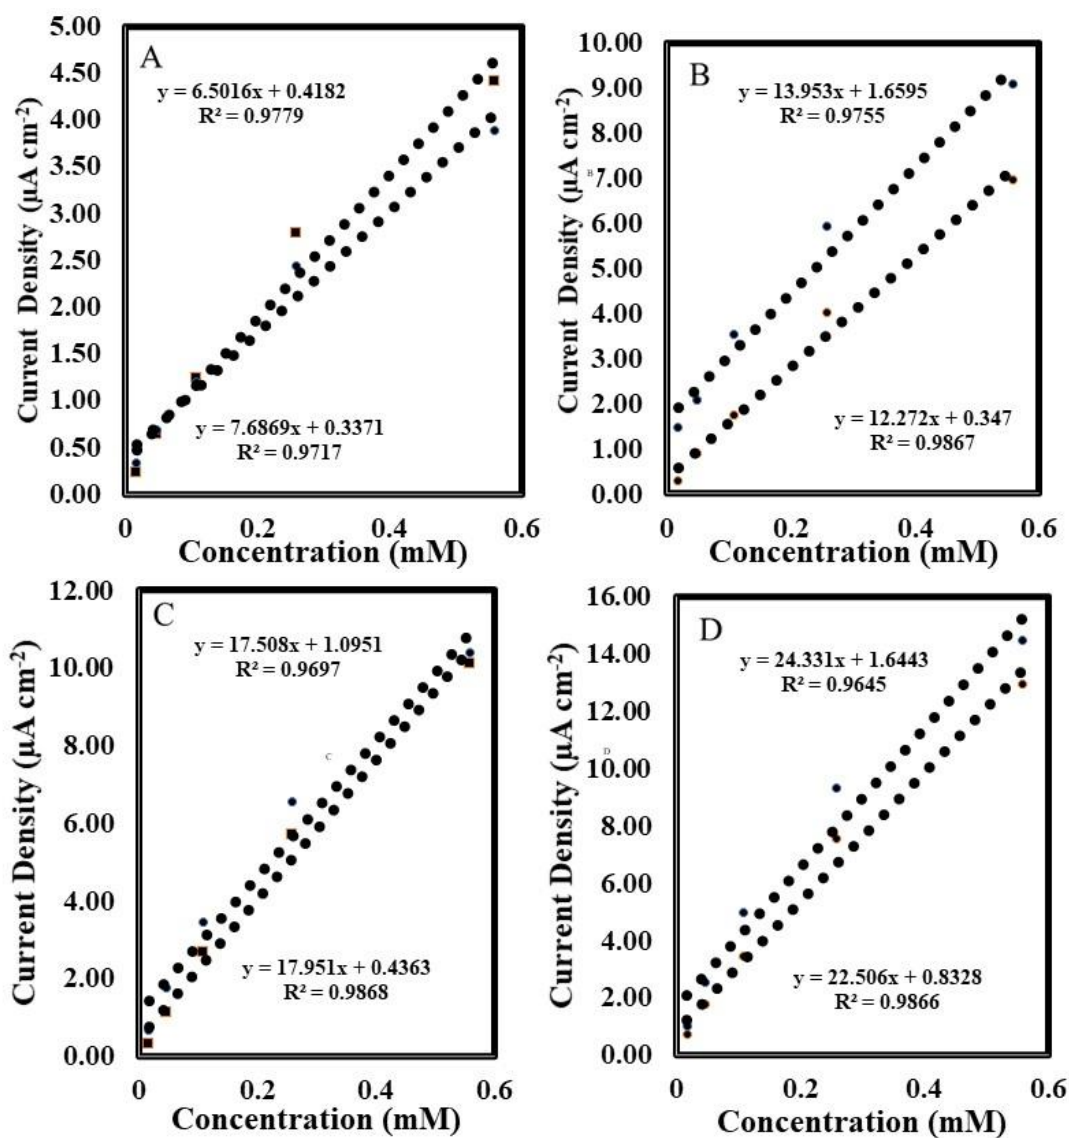 A
y = 6.5016x + 0.4182
R² = 0.9779
y = 7.6869x + 0.3371
R² = 0.9717
5.00
4.50
4.00
3.50
3.00
2.50
2.00
1.50
1.00
0.50
0.00
0
0.2
0.4
0.6
Current Density (µA cm-2)
Concentration (mM)
B
y = 13.953x + 1.6595
R² = 0.9755
B
y = 12.272x + 0.347
R² = 0.9867
10.00
9.00
8.00
7.00
6.00
5.00
4.00
3.00
2.00
1.00
0.00
0
0.2
0.4
0.6
Current Density (µA cm-2)
Concentration (mM)
C
y = 17.508x + 1.0951
R² = 0.9697
C
y = 17.951x + 0.4363
R² = 0.9868
12.00
10.00
8.00
6.00
4.00
2.00
0.00
0
0.2
0.4
0.6
Current Density (µA cm-2)
Concentration (mM)
D
y = 24.331x + 1.6443
R² = 0.9645
D
y = 22.506x + 0.8328
R² = 0.9866
16.00
14.00
12.00
10.00
8.00
6.00
4.00
2.00
0.00
0
0.2
0.4
0.6
Current Density (µA cm-2)
Concentration (mM)